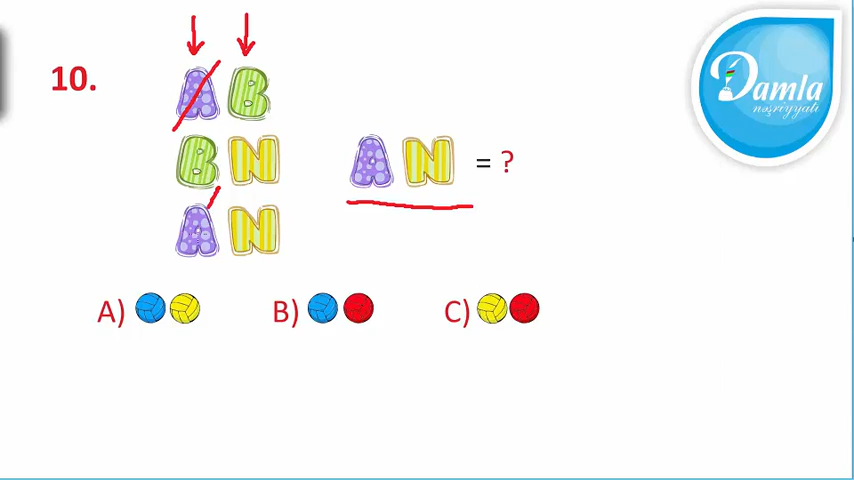 10.
AB
BN
AN
AN = ?
A) B) C)
Damla
nəşriyyatı